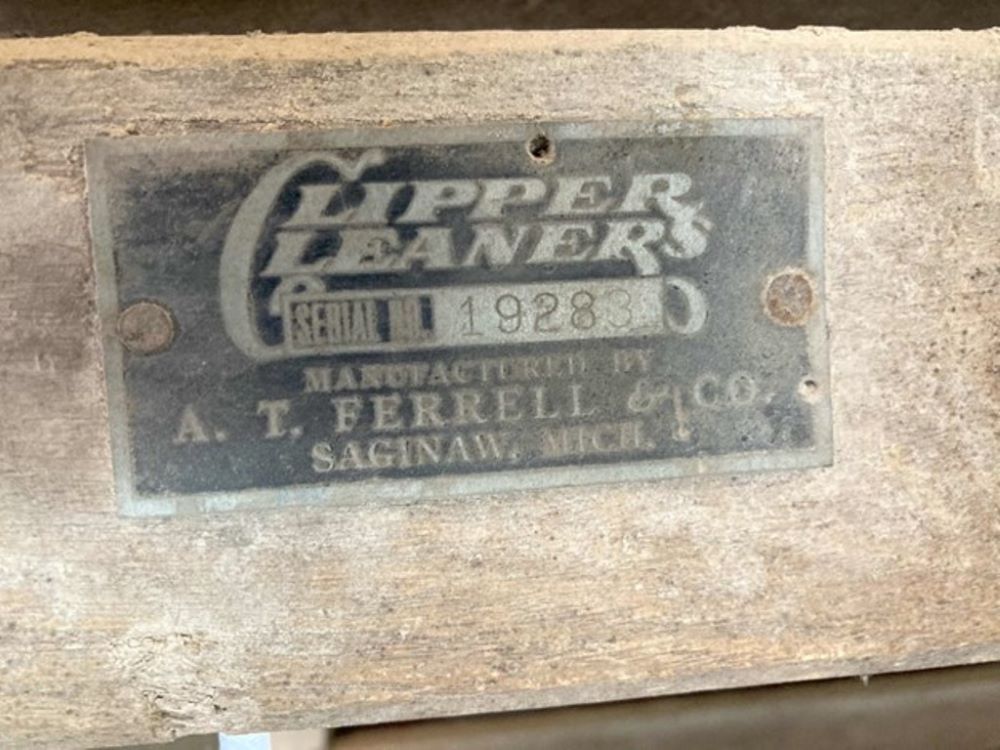 CLIPPER
CLEANERS
SERIAL NO. 19283
MANUFACTURED BY
A. T. FERRELL & CO.
SAGINAW, MICH.